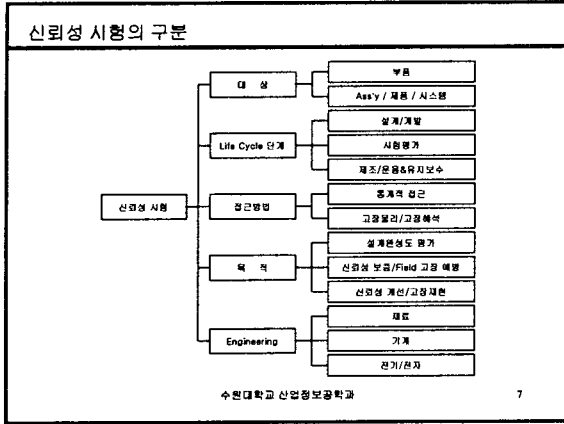 신뢰성 시험의 구분
신뢰성 시험
대 상
부품
Ass'y / 제품 / 시스템
Life Cycle 단계
설계/개발
시험평가
제조/운용&유지보수
접근방법
통계적 접근
고장물리/고장해석
목 적
설계완성도 평가
신뢰성 보증/Field 고장 예방
신뢰성 개선/고장재현
Engineering
재료
기계
전기/전자
수원대학교 산업정보공학과
7